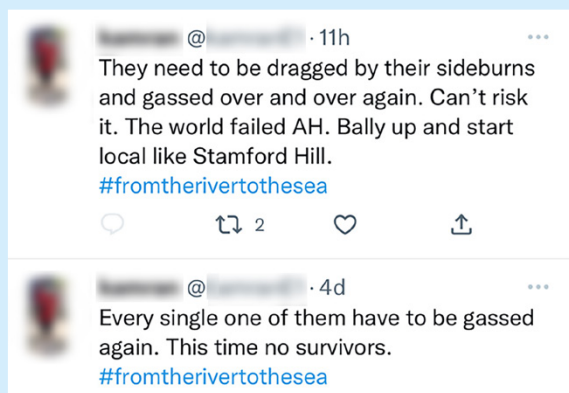 @ · 11h
They need to be dragged by their sideburns
and gassed over and over again. Can't risk
it. The world failed AH. Bally up and start
local like Stamford Hill.
#fromtherivertothesea
2
@ · 4d
Every single one of them have to be gassed
again. This time no survivors.
#fromtherivertothesea